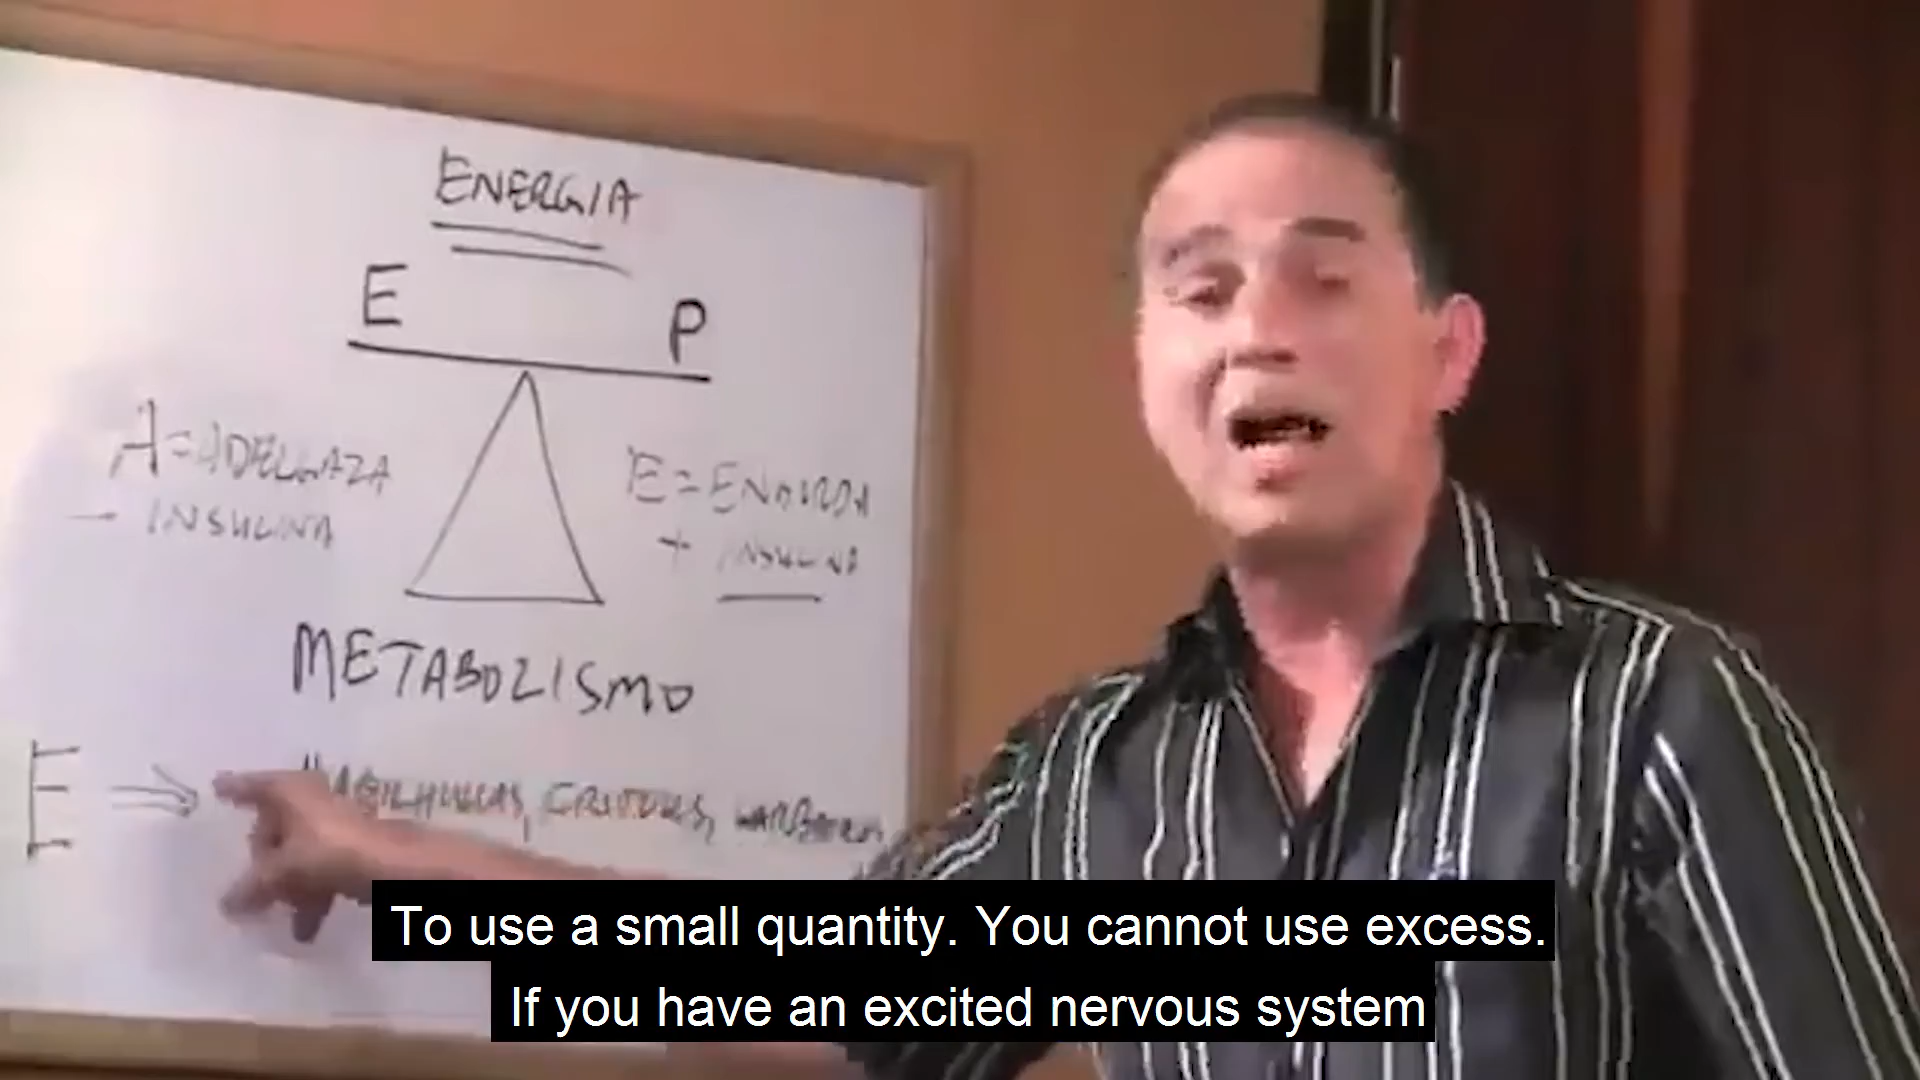 ENERGIA
E
P
A = ADELGAZA
- INSULINA
E = ENGORDA
+ INSULINA
METABOLISMO
E ⇒
To use a small quantity. You cannot use excess.
If you have an excited nervous system